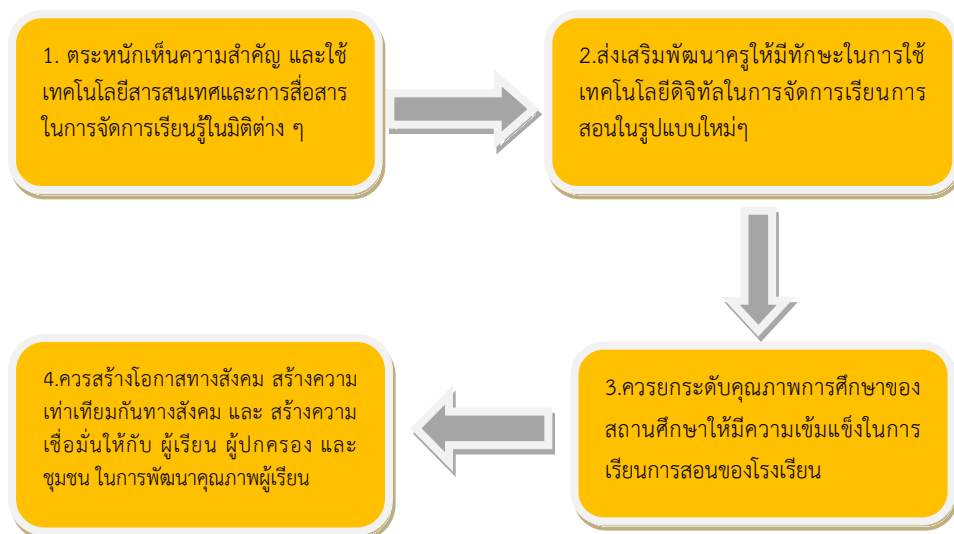 1. ตระหนักเห็นความสำคัญ และใช้
เทคโนโลยีสารสนเทศและการสื่อสาร
ในการจัดการเรียนรู้ในมิติต่าง ๆ
2.ส่งเสริมพัฒนาครูให้มีทักษะในการใช้
เทคโนโลยีดิจิทัลในการจัดการเรียนการ
สอนในรูปแบบใหม่ๆ
3.ควรยกระดับคุณภาพการศึกษาของ
สถานศึกษาให้มีความเข้มแข็งในการ
เรียนการสอนของโรงเรียน
4.ควรสร้างโอกาสทางสังคม สร้างความ
เท่าเทียมกันทางสังคม และ สร้างความ
เชื่อมั่นให้กับ ผู้เรียน ผู้ปกครอง และ
ชุมชน ในการพัฒนาคุณภาพผู้เรียน